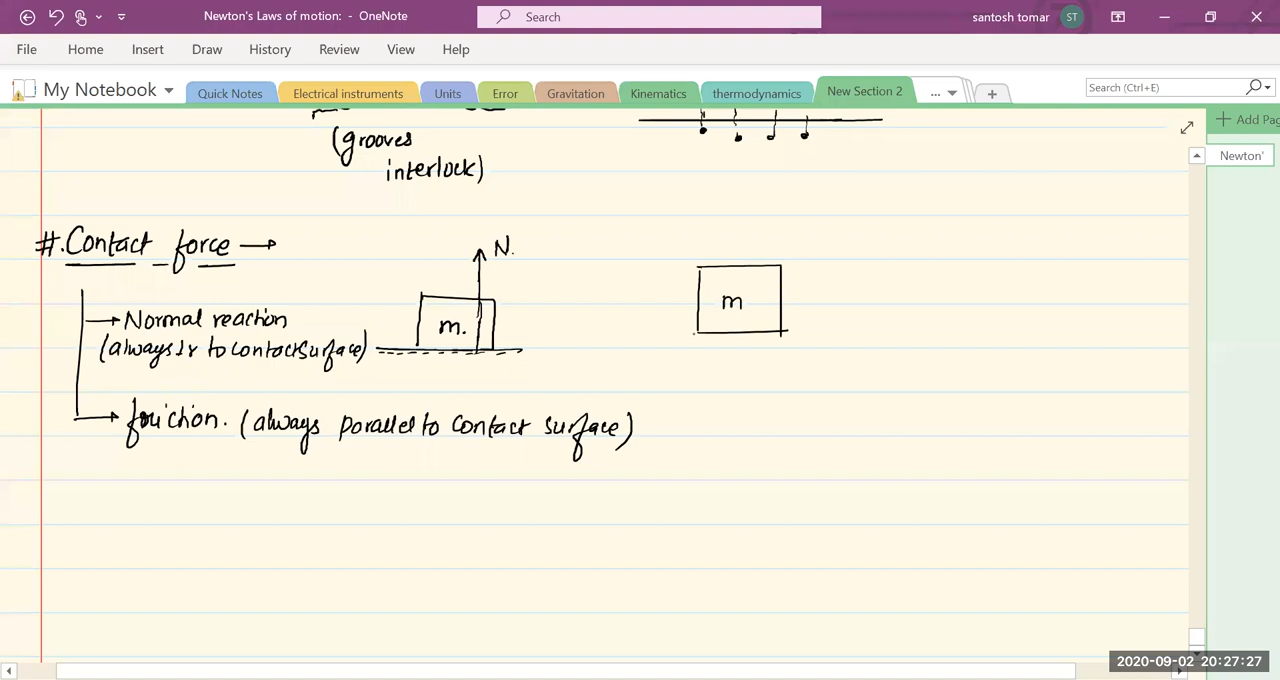 Newton's Laws of motion: - OneNote
Search
santosh tomar
ST
File Home Insert Draw History Review View Help
My Notebook
Quick Notes Electrical instruments Units Error Gravitation Kinematics thermodynamics New Section 2 ...
Search (Ctrl+E)
Add Pag
Newton'
(grooves
interlock)
#.Contact force →
N.
→ Normal reaction
m.
m
(always ⊥r to contact surface)
→ friction. (always parallel to contact surface)
2020-09-02 20:27:27